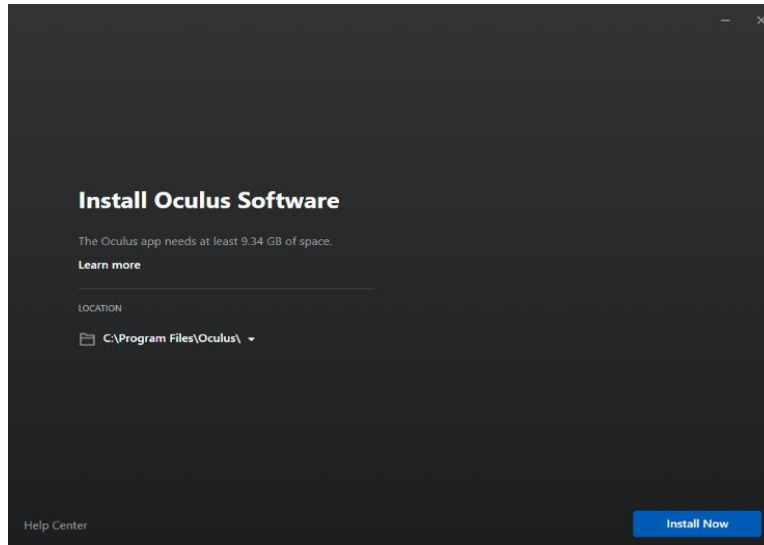 Install Oculus Software
The Oculus app needs at least 9.34 GB of space.
Learn more
LOCATION
C:\Program Files\Oculus\
Help Center
Install Now